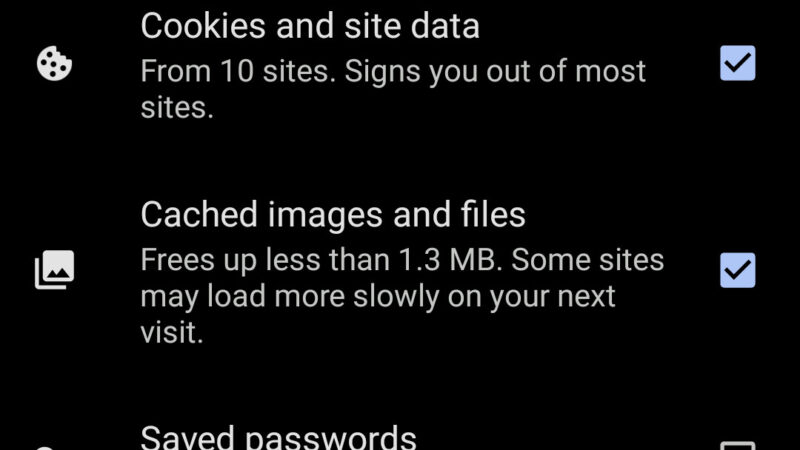 Cookies and site data
From 10 sites. Signs you out of most
sites.
Cached images and files
Frees up less than 1.3 MB. Some sites
may load more slowly on your next
visit.
Saved passwords